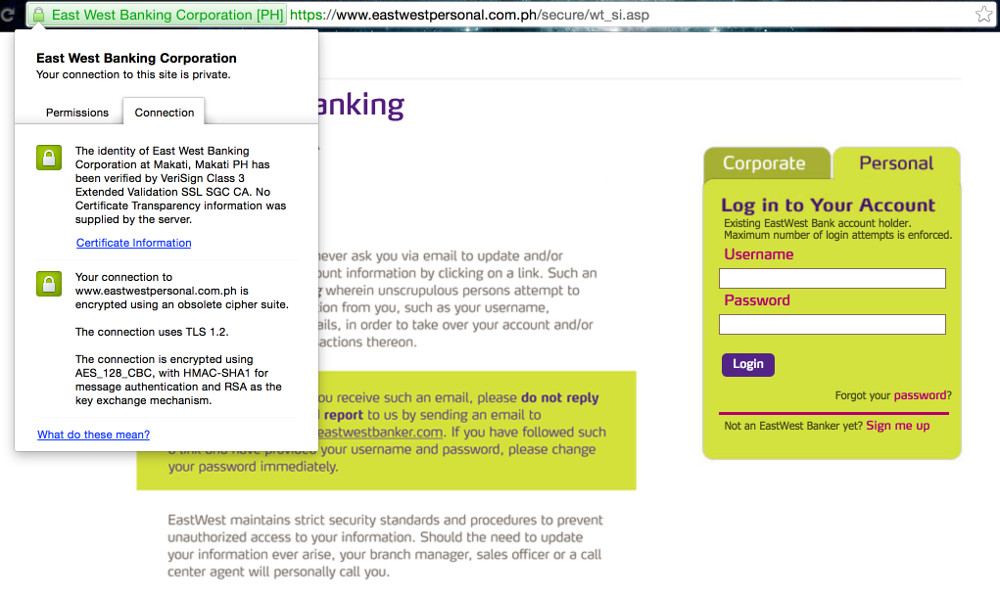 East West Banking Corporation [PH] https://www.eastwestpersonal.com.ph/secure/wt_si.asp
East West Banking Corporation
Your connection to this site is private.
Permissions
Connection
The identity of East West Banking
Corporation at Makati, Makati PH has
been verified by VeriSign Class 3
Extended Validation SSL SGC CA. No
Certificate Transparency information was
supplied by the server.
Certificate Information
Your connection to
www.eastwestpersonal.com.ph is
encrypted using an obsolete cipher suite.
The connection uses TLS 1.2.
The connection is encrypted using
AES_128_CBC, with HMAC-SHA1 for
message authentication and RSA as the
key exchange mechanism.
What do these mean?
anking
never ask you via email to update and/or
ount information by clicking on a link. Such an
wherein unscrupulous persons attempt to
ion from you, such as your username,
ails, in order to take over your account and/or
actions thereon.
ou receive such an email, please do not reply
report to us by sending an email to
eastwestbanker.com. If you have followed such
a link and have provided your username and password, please change
your password immediately.
EastWest maintains strict security standards and procedures to prevent
unauthorized access to your information. Should the need to update
your information ever arise, your branch manager, sales officer or a call
center agent will personally call you.
Corporate
Personal
Log in to Your Account
Existing EastWest Bank account holder.
Maximum number of login attempts is enforced.
Username
Password
Login
Forgot your password?
Not an EastWest Banker yet? Sign me up